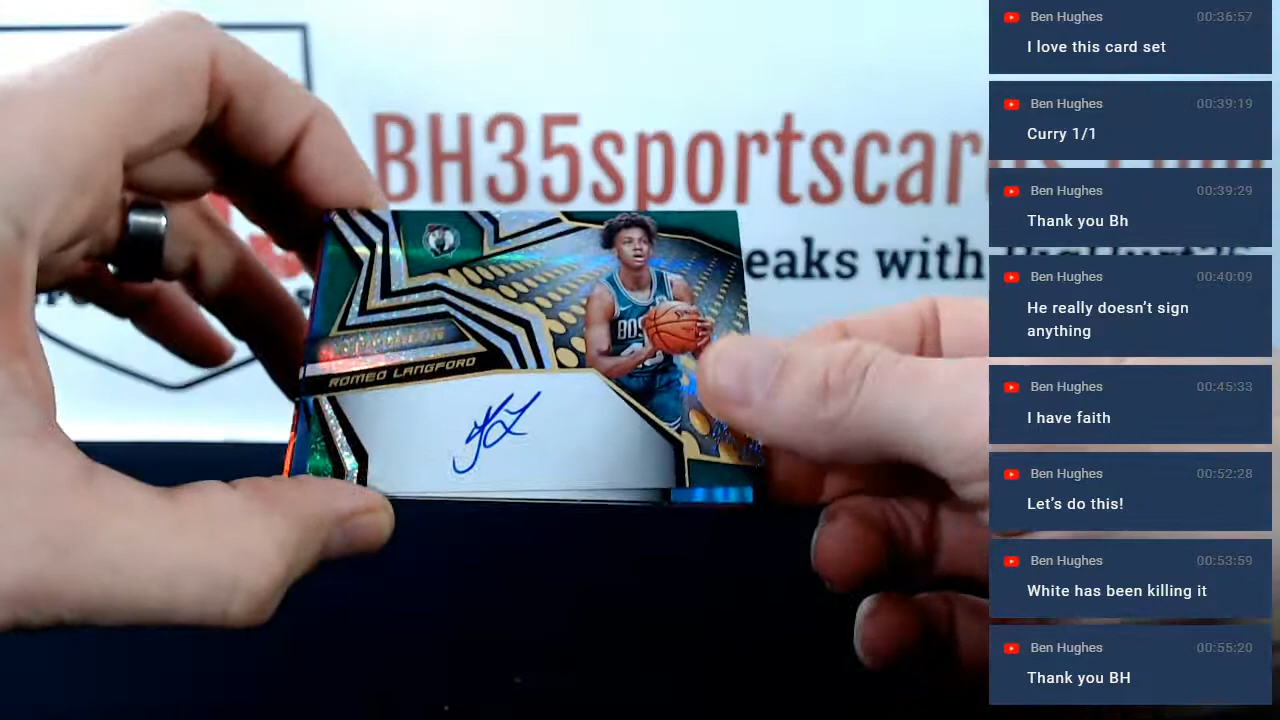 BH35sportscar
eaks with
ROMEO LANGFORD
BOS
Ben Hughes 00:36:57
I love this card set
Ben Hughes 00:39:19
Curry 1/1
Ben Hughes 00:39:29
Thank you Bh
Ben Hughes 00:40:09
He really doesn’t sign
anything
Ben Hughes 00:45:33
I have faith
Ben Hughes 00:52:28
Let’s do this!
Ben Hughes 00:53:59
White has been killing it
Ben Hughes 00:55:20
Thank you BH